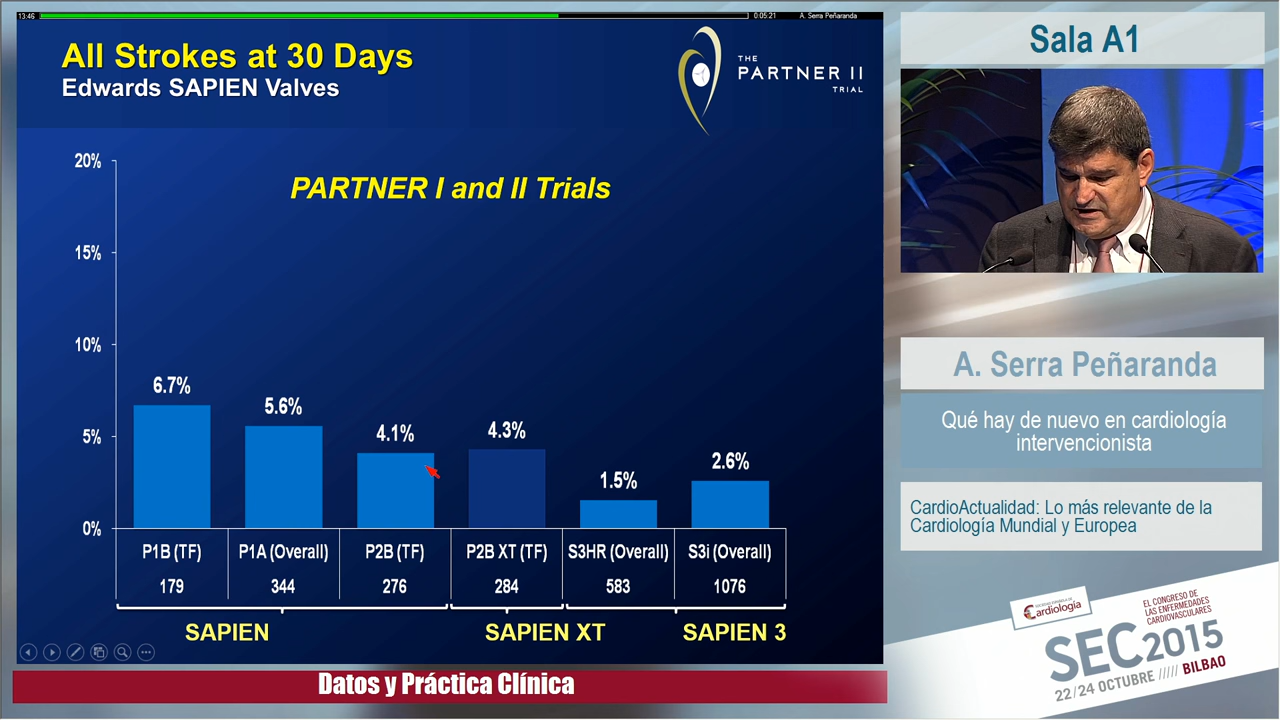 13:46
0:05:21
A. Serra Peñaranda
All Strokes at 30 Days
Edwards SAPIEN Valves
THE
PARTNER II
TRIAL
PARTNER I and II Trials
20%
15%
10%
5%
0%
6.7%
5.6%
4.1%
4.3%
1.5%
2.6%
P1B (TF)
P1A (Overall)
P2B (TF)
P2B XT (TF)
S3HR (Overall)
S3i (Overall)
179
344
276
284
583
1076
SAPIEN
SAPIEN XT
SAPIEN 3
Datos y Práctica Clínica
Sala A1
A. Serra Peñaranda
Qué hay de nuevo en cardiología
intervencionista
CardioActualidad: Lo más relevante de la
Cardiología Mundial y Europea
SOCIEDAD ESPAÑOLA DE
Cardiología
EL CONGRESO DE
LAS ENFERMEDADES
CARDIOVASCULARES
SEC2015
22/24 OCTUBRE ///// BILBAO